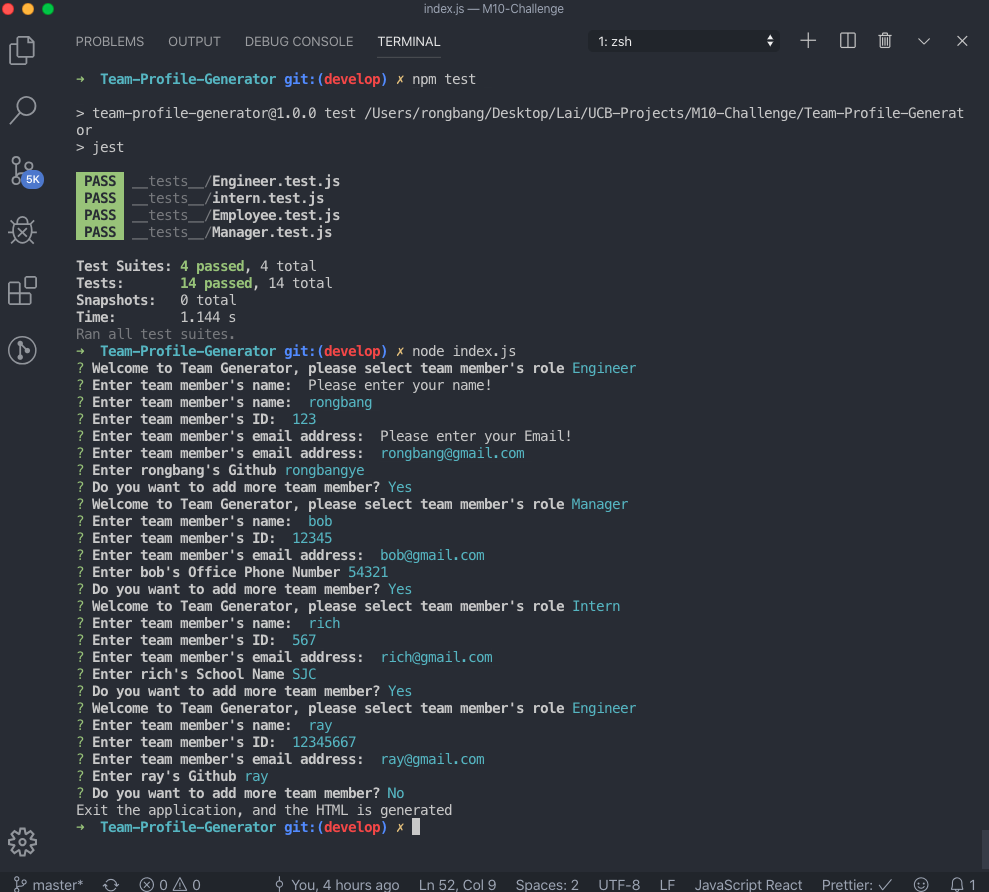 index.js — M10-Challenge
PROBLEMS OUTPUT DEBUG CONSOLE TERMINAL 1: zsh
→ Team-Profile-Generator git:(develop) ✗ npm test
> team-profile-generator@1.0.0 test /Users/rongbang/Desktop/Lai/UCB-Projects/M10-Challenge/Team-Profile-Generat
or
> jest
PASS __tests__/Engineer.test.js
PASS __tests__/intern.test.js
PASS __tests__/Employee.test.js
PASS __tests__/Manager.test.js
Test Suites: 4 passed, 4 total
Tests: 14 passed, 14 total
Snapshots: 0 total
Time: 1.144 s
Ran all test suites.
→ Team-Profile-Generator git:(develop) ✗ node index.js
? Welcome to Team Generator, please select team member's role Engineer
? Enter team member's name: Please enter your name!
? Enter team member's name: rongbang
? Enter team member's ID: 123
? Enter team member's email address: Please enter your Email!
? Enter team member's email address: rongbang@gmail.com
? Enter rongbang's Github rongbangye
? Do you want to add more team member? Yes
? Welcome to Team Generator, please select team member's role Manager
? Enter team member's name: bob
? Enter team member's ID: 12345
? Enter team member's email address: bob@gmail.com
? Enter bob's Office Phone Number 54321
? Do you want to add more team member? Yes
? Welcome to Team Generator, please select team member's role Intern
? Enter team member's name: rich
? Enter team member's ID: 567
? Enter team member's email address: rich@gmail.com
? Enter rich's School Name SJC
? Do you want to add more team member? Yes
? Welcome to Team Generator, please select team member's role Engineer
? Enter team member's name: ray
? Enter team member's ID: 12345667
? Enter team member's email address: ray@gmail.com
? Enter ray's Github ray
? Do you want to add more team member? No
Exit the application, and the HTML is generated
→ Team-Profile-Generator git:(develop) ✗
5K
master* 0 0 You, 4 hours ago Ln 52, Col 9 Spaces: 2 UTF-8 LF JavaScript React Prettier: ✓ 1